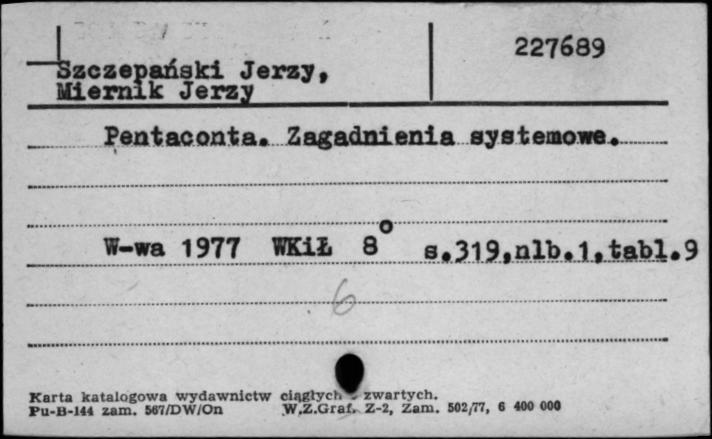 227689
Szczepański Jerzy,
Miernik Jerzy
Pentaconta. Zagadnienia systemowe.
W-wa 1977 WKiŁ 8° s.319,nlb.1,tabl.9
6
Karta katalogowa wydawnictw ciągłych - zwartych.
Pu-B-144 zam. 567/DW/On W.Z.Graf. Z-2, Zam. 502/77, 6 400 000